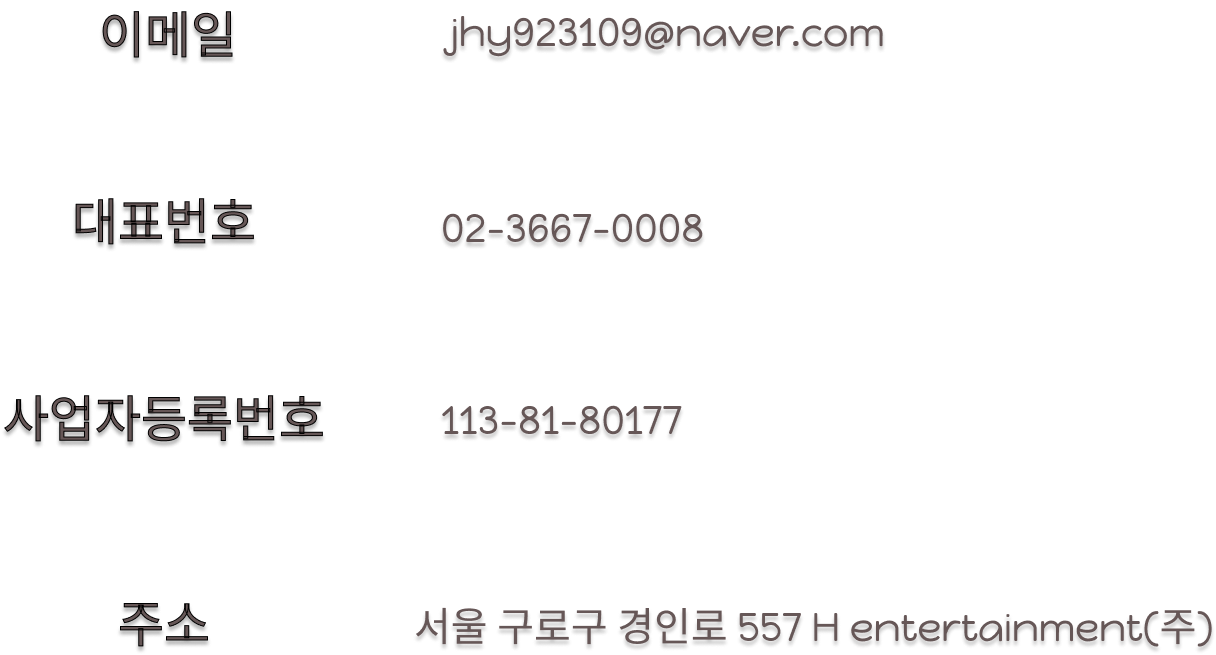 이메일 jhy923109@naver.com
대표번호 02-3667-0008
사업자등록번호 113-81-80177
주소 서울 구로구 경인로 557 H entertainment(주)